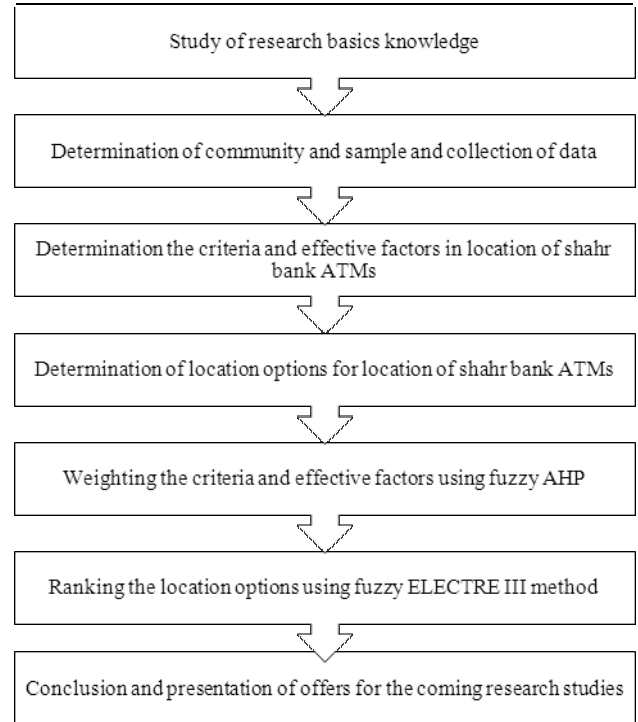 Study of research basics knowledge
Determination of community and sample and collection of data
Determination the criteria and effective factors in location of shahr
bank ATMs
Determination of location options for location of shahr bank ATMs
Weighting the criteria and effective factors using fuzzy AHP
Ranking the location options using fuzzy ELECTRE III method
Conclusion and presentation of offers for the coming research studies